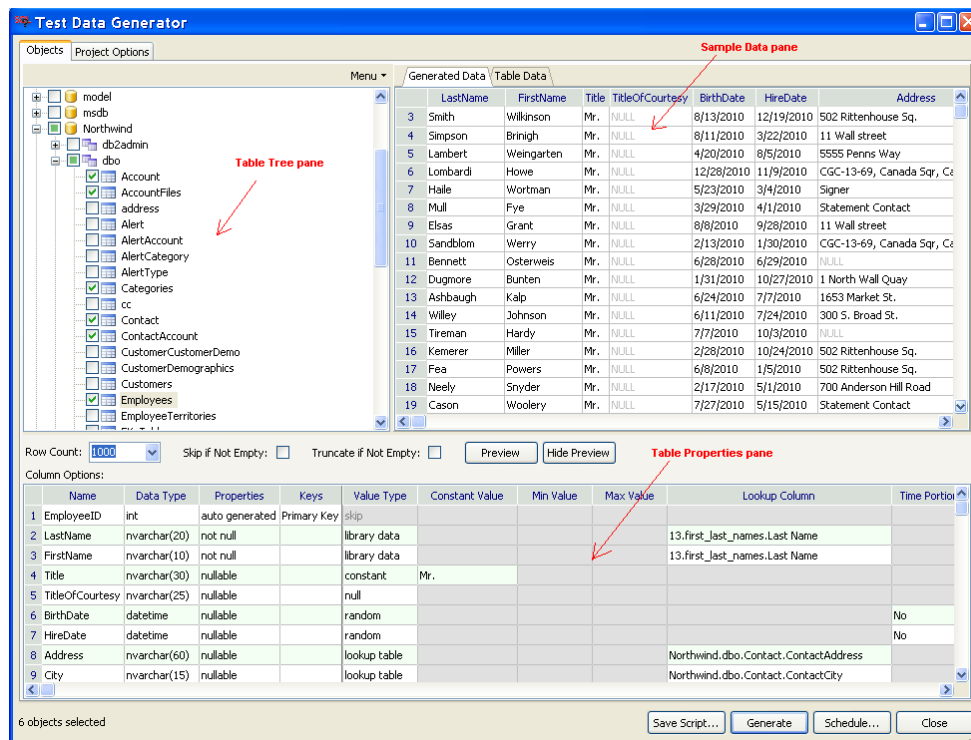 Test Data Generator
Objects Project Options
Sample Data pane
Menu Generated Data Table Data
model
msdb
Northwind
db2admin
dbo
Table Tree pane
Account
AccountFiles
address
Alert
AlertAccount
AlertCategory
AlertType
Categories
cc
Contact
ContactAccount
CustomerCustomerDemo
CustomerDemographics
Customers
Employees
EmployeeTerritories
LastName FirstName Title TitleOfCourtesy BirthDate HireDate Address
3 Smith Wilkinson Mr. NULL 8/13/2010 12/19/2010 502 Rittenhouse Sq.
4 Simpson Brinigh Mr. NULL 8/11/2010 3/22/2010 11 Wall street
5 Lambert Weingarten Mr. NULL 4/20/2010 8/5/2010 5555 Penns Way
6 Lombardi Howe Mr. NULL 12/28/2010 11/9/2010 CGC-13-69, Canada Sqr, Ca
7 Haile Wortman Mr. NULL 5/23/2010 3/4/2010 Signer
8 Mull Fye Mr. NULL 3/29/2010 4/1/2010 Statement Contact
9 Elsas Grant Mr. NULL 8/8/2010 9/28/2010 11 Wall street
10 Sandblom Werry Mr. NULL 2/13/2010 1/30/2010 CGC-13-69, Canada Sqr, Ca
11 Bennett Osterweis Mr. NULL 6/28/2010 6/29/2010 NULL
12 Dugmore Bunten Mr. NULL 1/31/2010 10/27/2010 1 North Wall Quay
13 Ashbaugh Kalp Mr. NULL 6/24/2010 7/7/2010 1653 Market St.
14 Willey Johnson Mr. NULL 6/11/2010 7/24/2010 300 S. Broad St.
15 Tireman Hardy Mr. NULL 7/7/2010 10/3/2010 NULL
16 Kemerer Miller Mr. NULL 2/28/2010 10/24/2010 502 Rittenhouse Sq.
17 Fea Powers Mr. NULL 6/8/2010 1/5/2010 502 Rittenhouse Sq.
18 Neely Snyder Mr. NULL 2/17/2010 5/1/2010 700 Anderson Hill Road
19 Cason Woolery Mr. NULL 7/27/2010 5/15/2010 Statement Contact
Row Count: 1000 Skip if Not Empty: Truncate if Not Empty: Preview Hide Preview Table Properties pane
Column Options:
Name Data Type Properties Keys Value Type Constant Value Min Value Max Value Lookup Column Time Portion
1 EmployeeID int auto generated Primary Key skip
2 LastName nvarchar(20) not null library data 13.first_last_names.Last Name
3 FirstName nvarchar(10) not null library data 13.first_last_names.Last Name
4 Title nvarchar(30) nullable constant Mr.
5 TitleOfCourtesy nvarchar(25) nullable null
6 BirthDate datetime nullable random No
7 HireDate datetime nullable random No
8 Address nvarchar(60) nullable lookup table Northwind.dbo.Contact.ContactAddress
9 City nvarchar(15) nullable lookup table Northwind.dbo.Contact.ContactCity
6 objects selected Save Script... Generate Schedule... Close